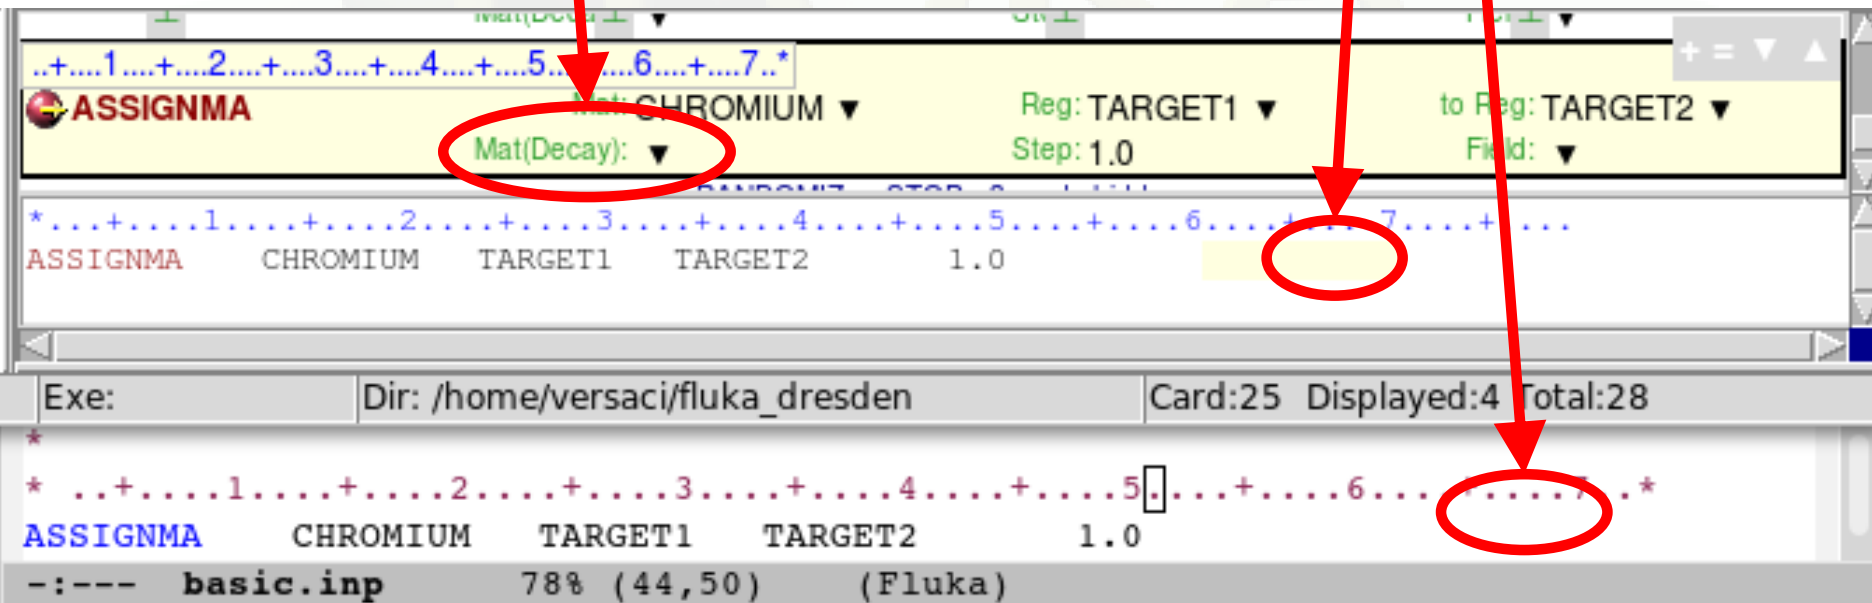 ..+....1....+....2....+....3....+....4....+....5.... ....6....+....7..*
+ = ▼ ▲
ASSIGNMA Mat: CHROMIUM ▼ Reg: TARGET1 ▼ to Reg: TARGET2 ▼
Mat(Decay): ▼ Step: 1.0 Field: ▼
*...+....1....+....2....+....3....+....4....+....5....+....6....+....7....+....
ASSIGNMA CHROMIUM TARGET1 TARGET2 1.0
Exe: Dir: /home/versaci/fluka_dresden Card:25 Displayed:4 Total:28
*
* ..+....1....+....2....+....3....+....4....+....5....+....6....+....7..*
ASSIGNMA CHROMIUM TARGET1 TARGET2 1.0
-:--- basic.inp 78% (44,50) (Fluka)